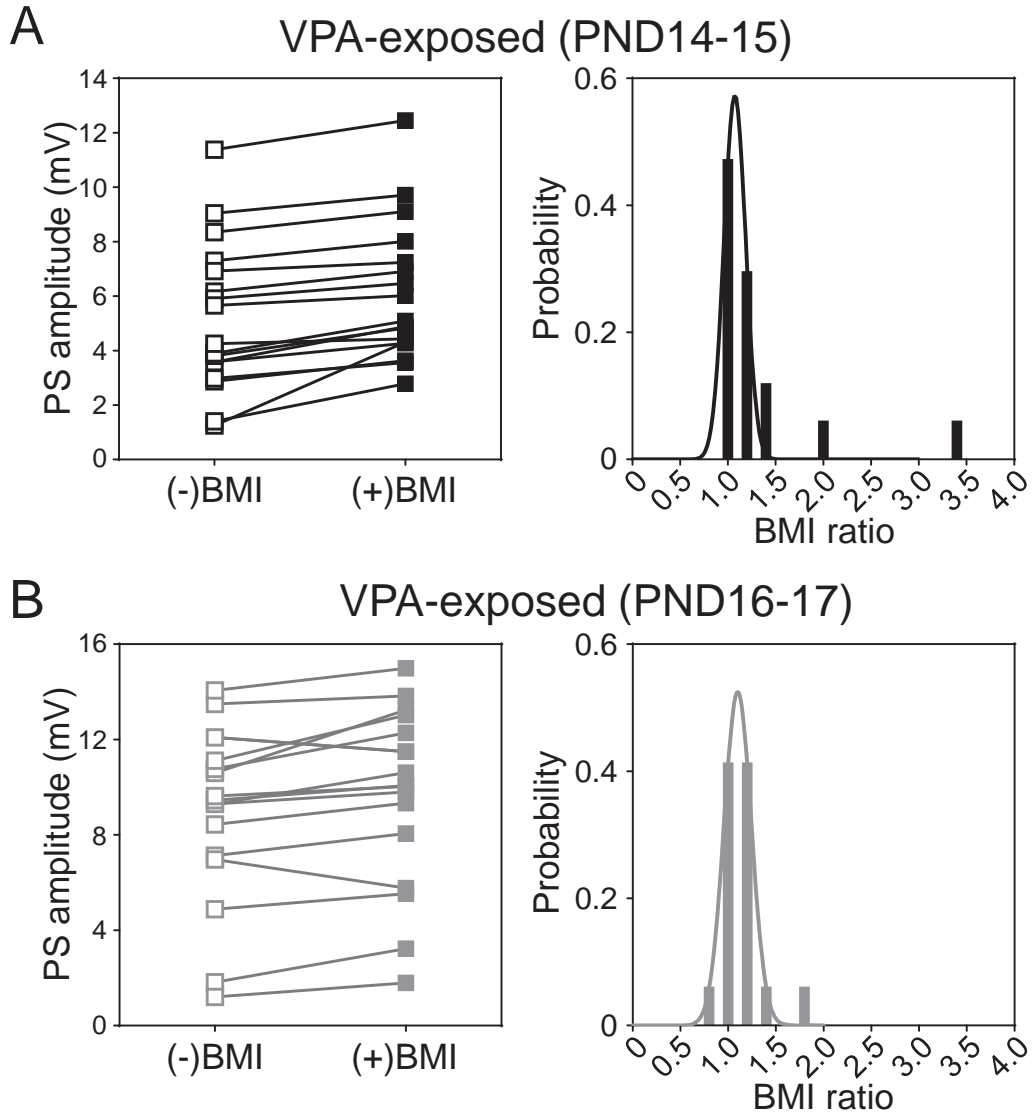 A
VPA-exposed (PND14-15)
PS amplitude (mV)
14
12
10
8
6
4
2
0
(-)BMI (+)BMI
Probability
0.6
0.4
0.2
0
0 0.5 1.0 1.5 2.0 2.5 3.0 3.5 4.0
BMI ratio
B
VPA-exposed (PND16-17)
PS amplitude (mV)
16
12
8
4
0
(-)BMI (+)BMI
Probability
0.6
0.4
0.2
0
0 0.5 1.0 1.5 2.0 2.5 3.0 3.5 4.0
BMI ratio